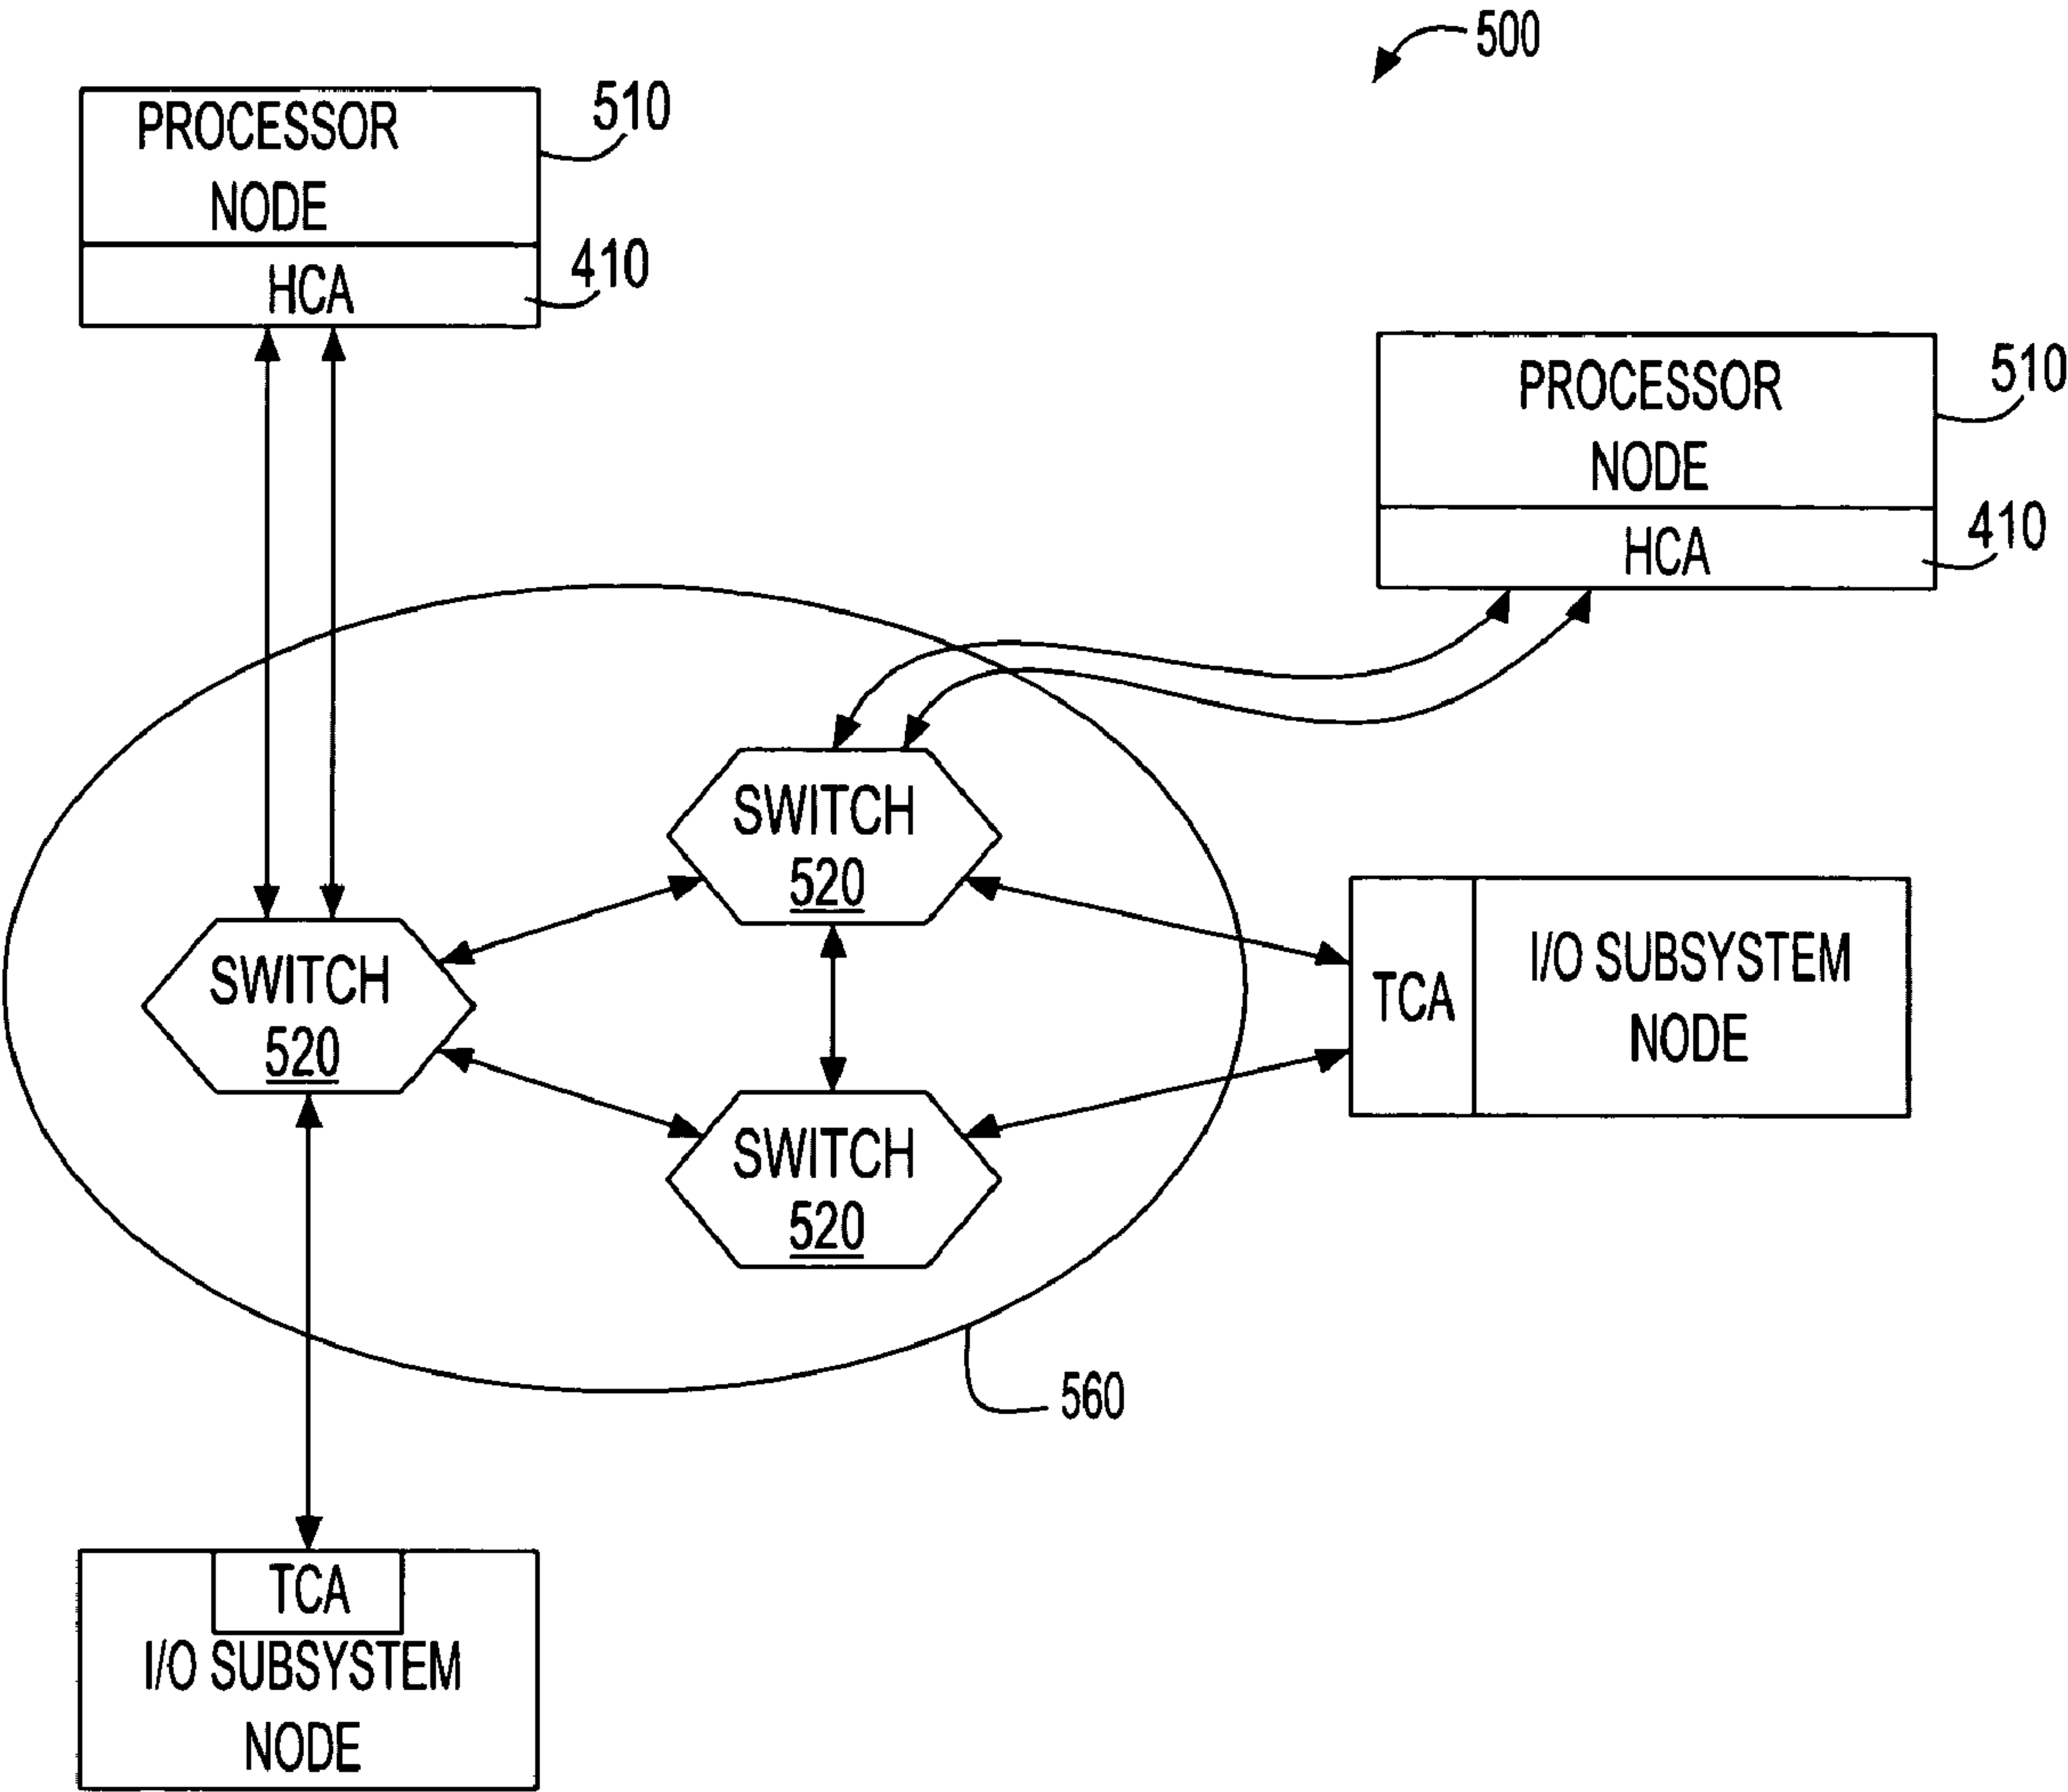 500
PROCESSOR
NODE
510
HCA
410
PROCESSOR
NODE
510
HCA
410
SWITCH
520
SWITCH
520
TCA
I/O SUBSYSTEM
NODE
SWITCH
520
560
TCA
I/O SUBSYSTEM
NODE